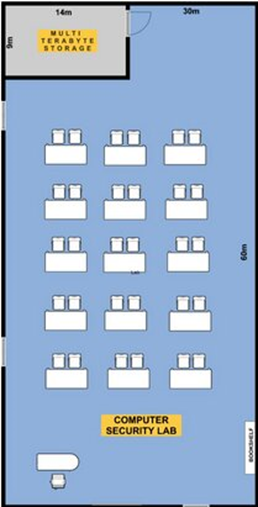 14m
30m
9m
MULTI
TERABYTE
STORAGE
60m
COMPUTER
SECURITY LAB
BOOKSHELF